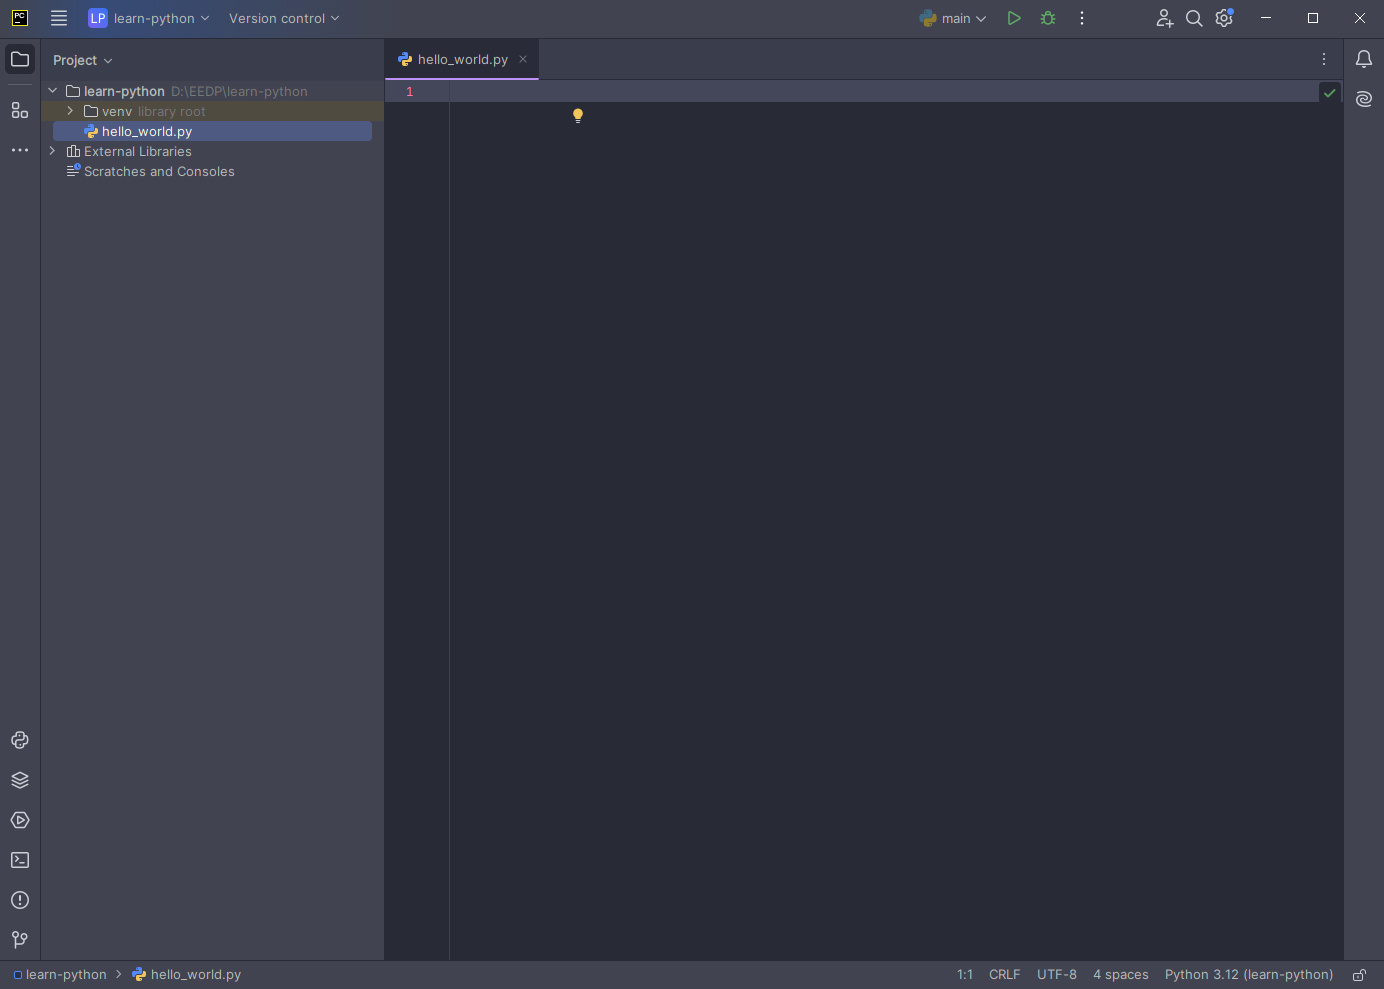 PC LP learn-python Version control main
Project hello_world.py
learn-python D:\EEDP\learn-python 1
venv library root
hello_world.py
External Libraries
Scratches and Consoles
learn-python hello_world.py 1:1 CRLF UTF-8 4 spaces Python 3.12 (learn-python)